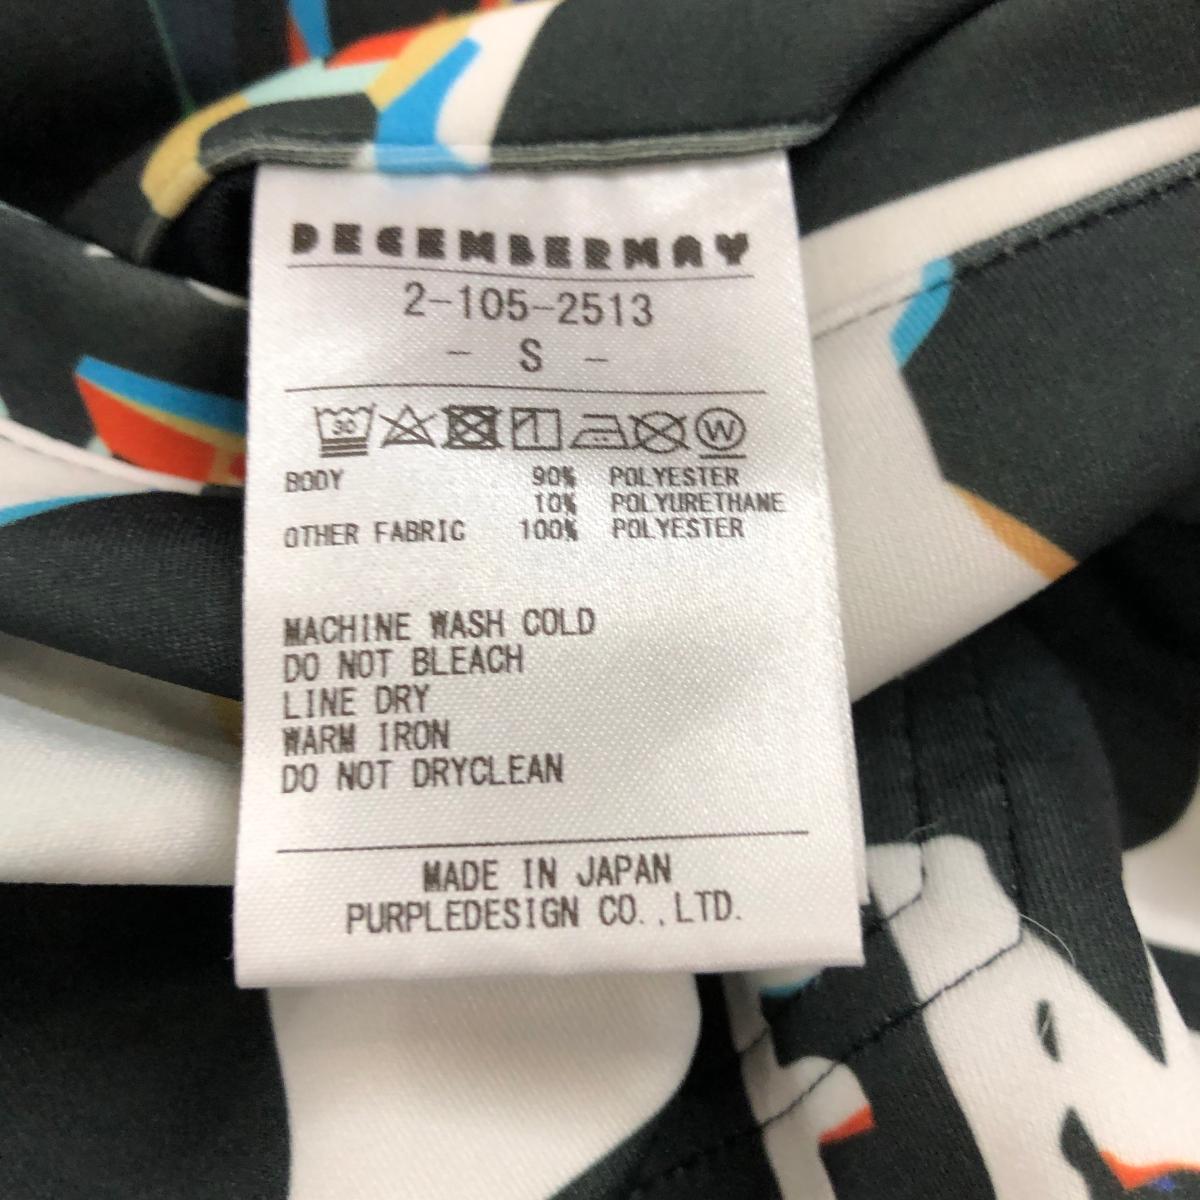 DECEMBERMAY
2-105-2513
- S -
30 W
BODY 90% POLYESTER
10% POLYURETHANE
OTHER FABRIC 100% POLYESTER
MACHINE WASH COLD
DO NOT BLEACH
LINE DRY
WARM IRON
DO NOT DRYCLEAN
MADE IN JAPAN
PURPLEDESIGN CO.,LTD.